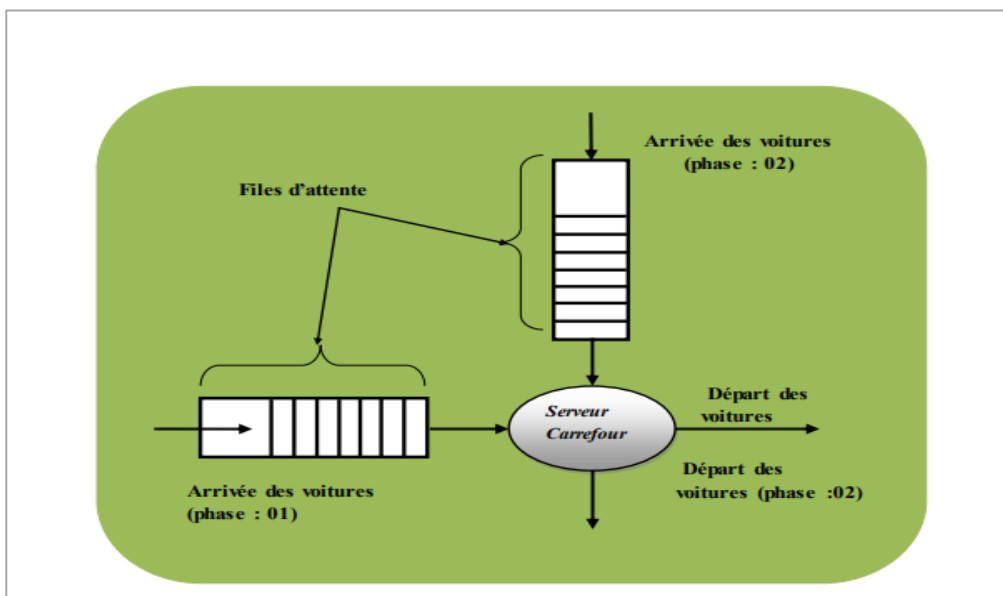 Arrivée des voitures
(phase : 02)
Files d'attente
Serveur
Carrefour
Départ des
voitures
Départ des
voitures (phase :02)
Arrivée des voitures
(phase : 01)